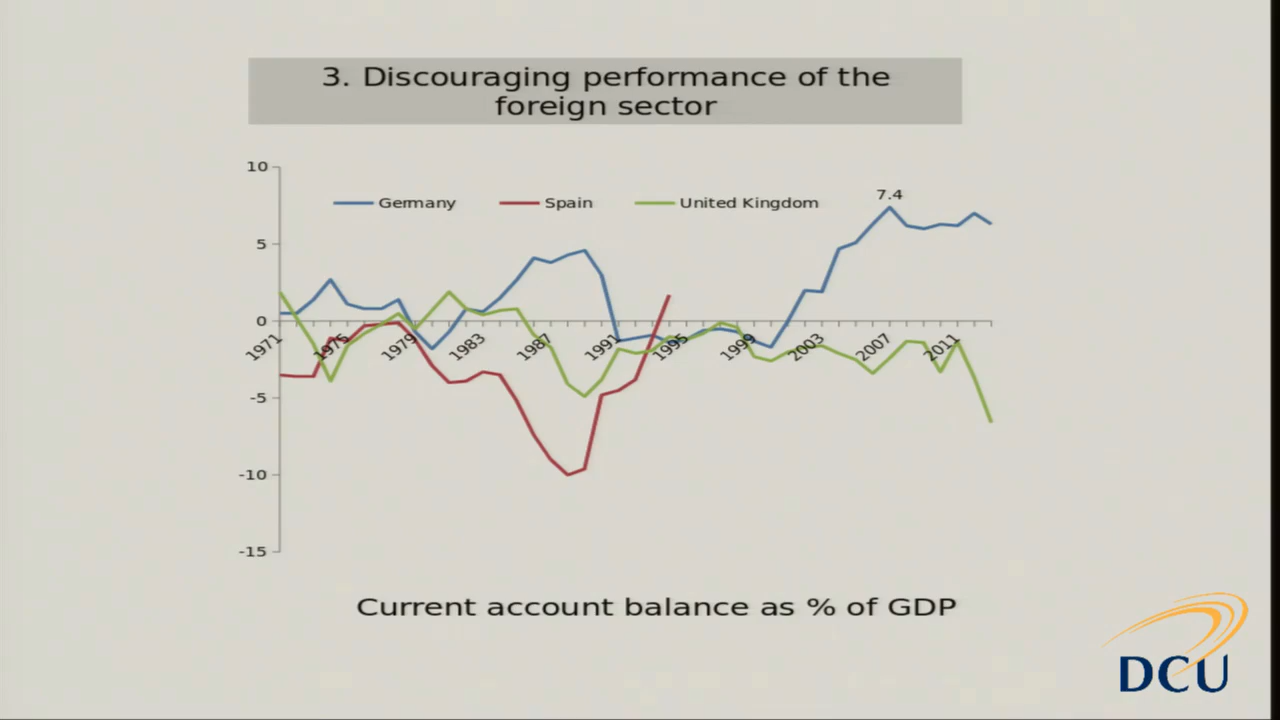 3. Discouraging performance of the
foreign sector
10
5
0
-5
-10
-15
Germany
Spain
United Kingdom
7.4
1971
1975
1979
1983
1987
1991
1995
1999
2003
2007
2011
Current account balance as % of GDP
DCU